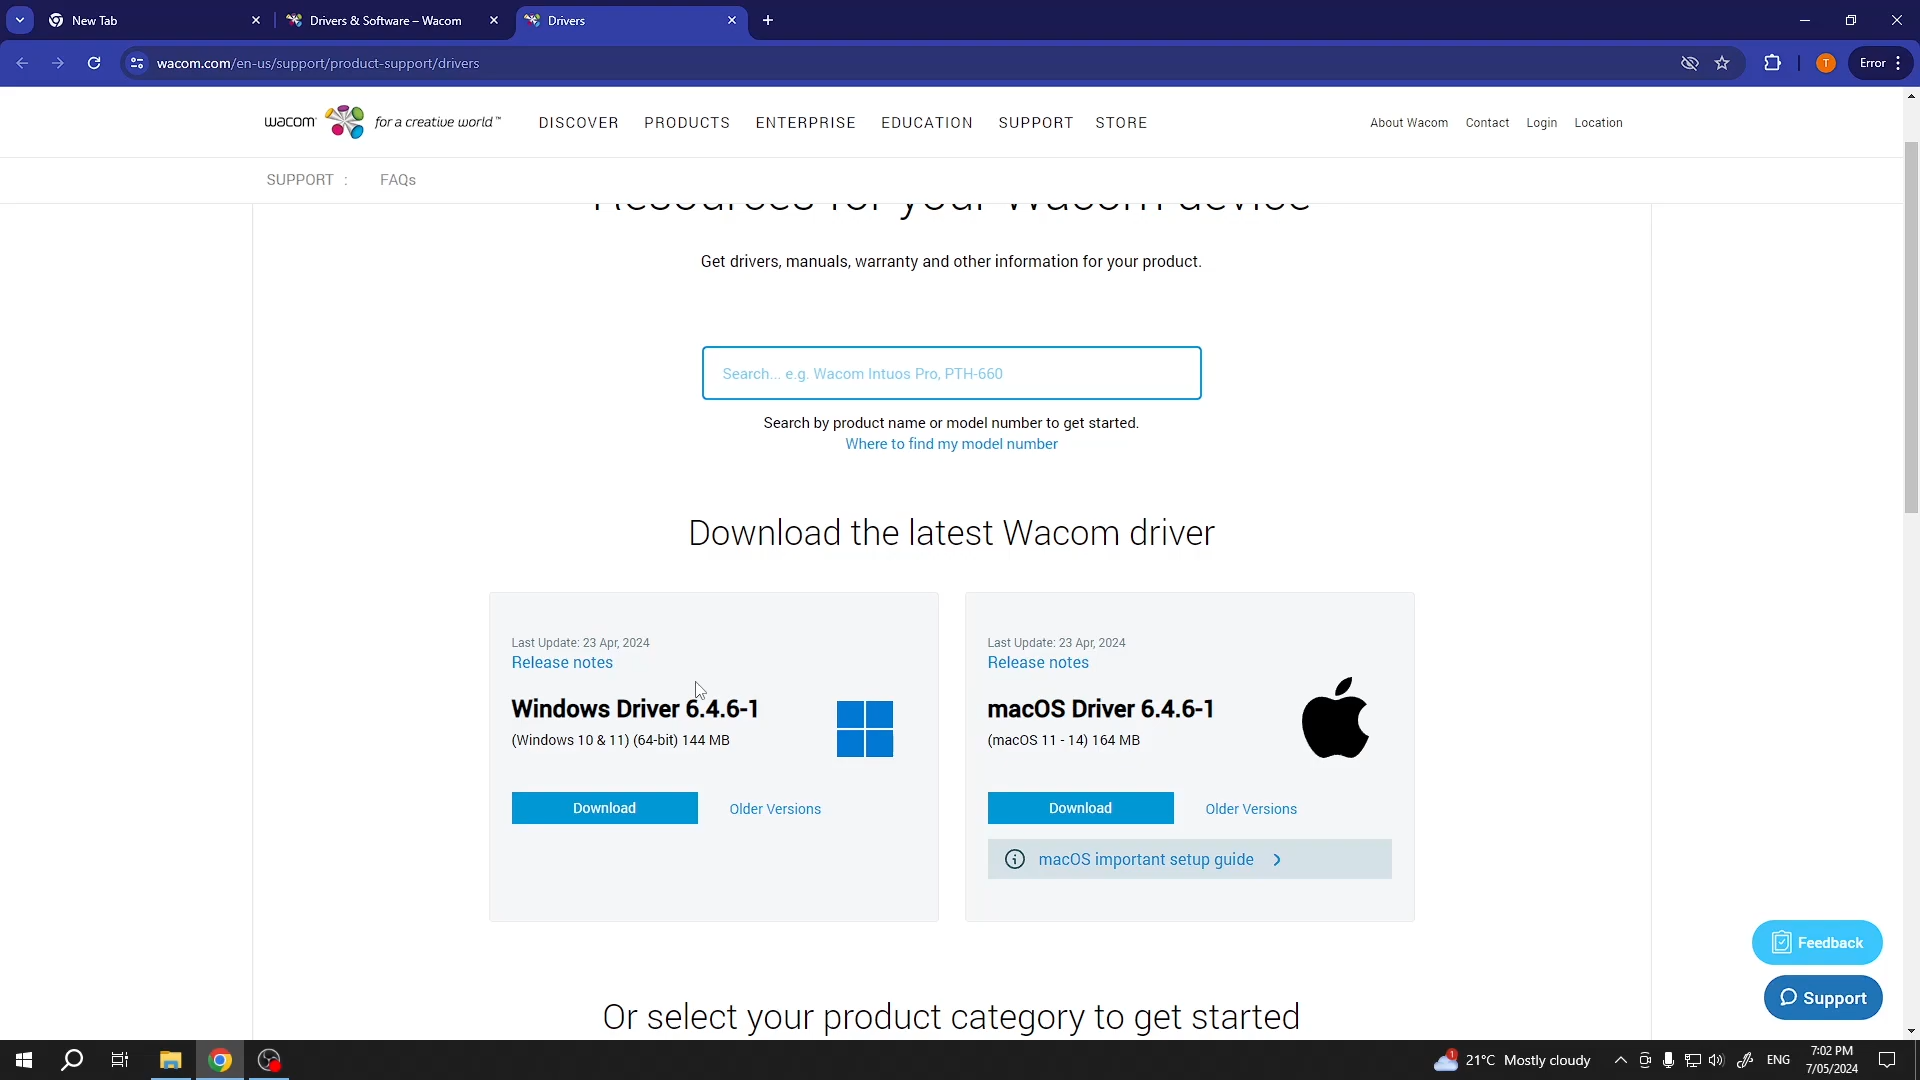 New Tab
Drivers & Software – Wacom
Drivers
wacom.com/en-us/support/product-support/drivers
T
Error
wacom for a creative world™
DISCOVER PRODUCTS ENTERPRISE EDUCATION SUPPORT STORE
About Wacom Contact Login Location
SUPPORT : FAQs
Resources for your Wacom device
Get drivers, manuals, warranty and other information for your product.
Search... e.g. Wacom Intuos Pro, PTH-660
Search by product name or model number to get started.
Where to find my model number
Download the latest Wacom driver
Last Update: 23 Apr, 2024
Release notes
Windows Driver 6.4.6-1
(Windows 10 & 11) (64-bit) 144 MB
Download Older Versions
Last Update: 23 Apr, 2024
Release notes
macOS Driver 6.4.6-1
(macOS 11 - 14) 164 MB
Download Older Versions
macOS important setup guide
Feedback
Support
Or select your product category to get started
1
21°C Mostly cloudy
ENG
7:02 PM
7/05/2024